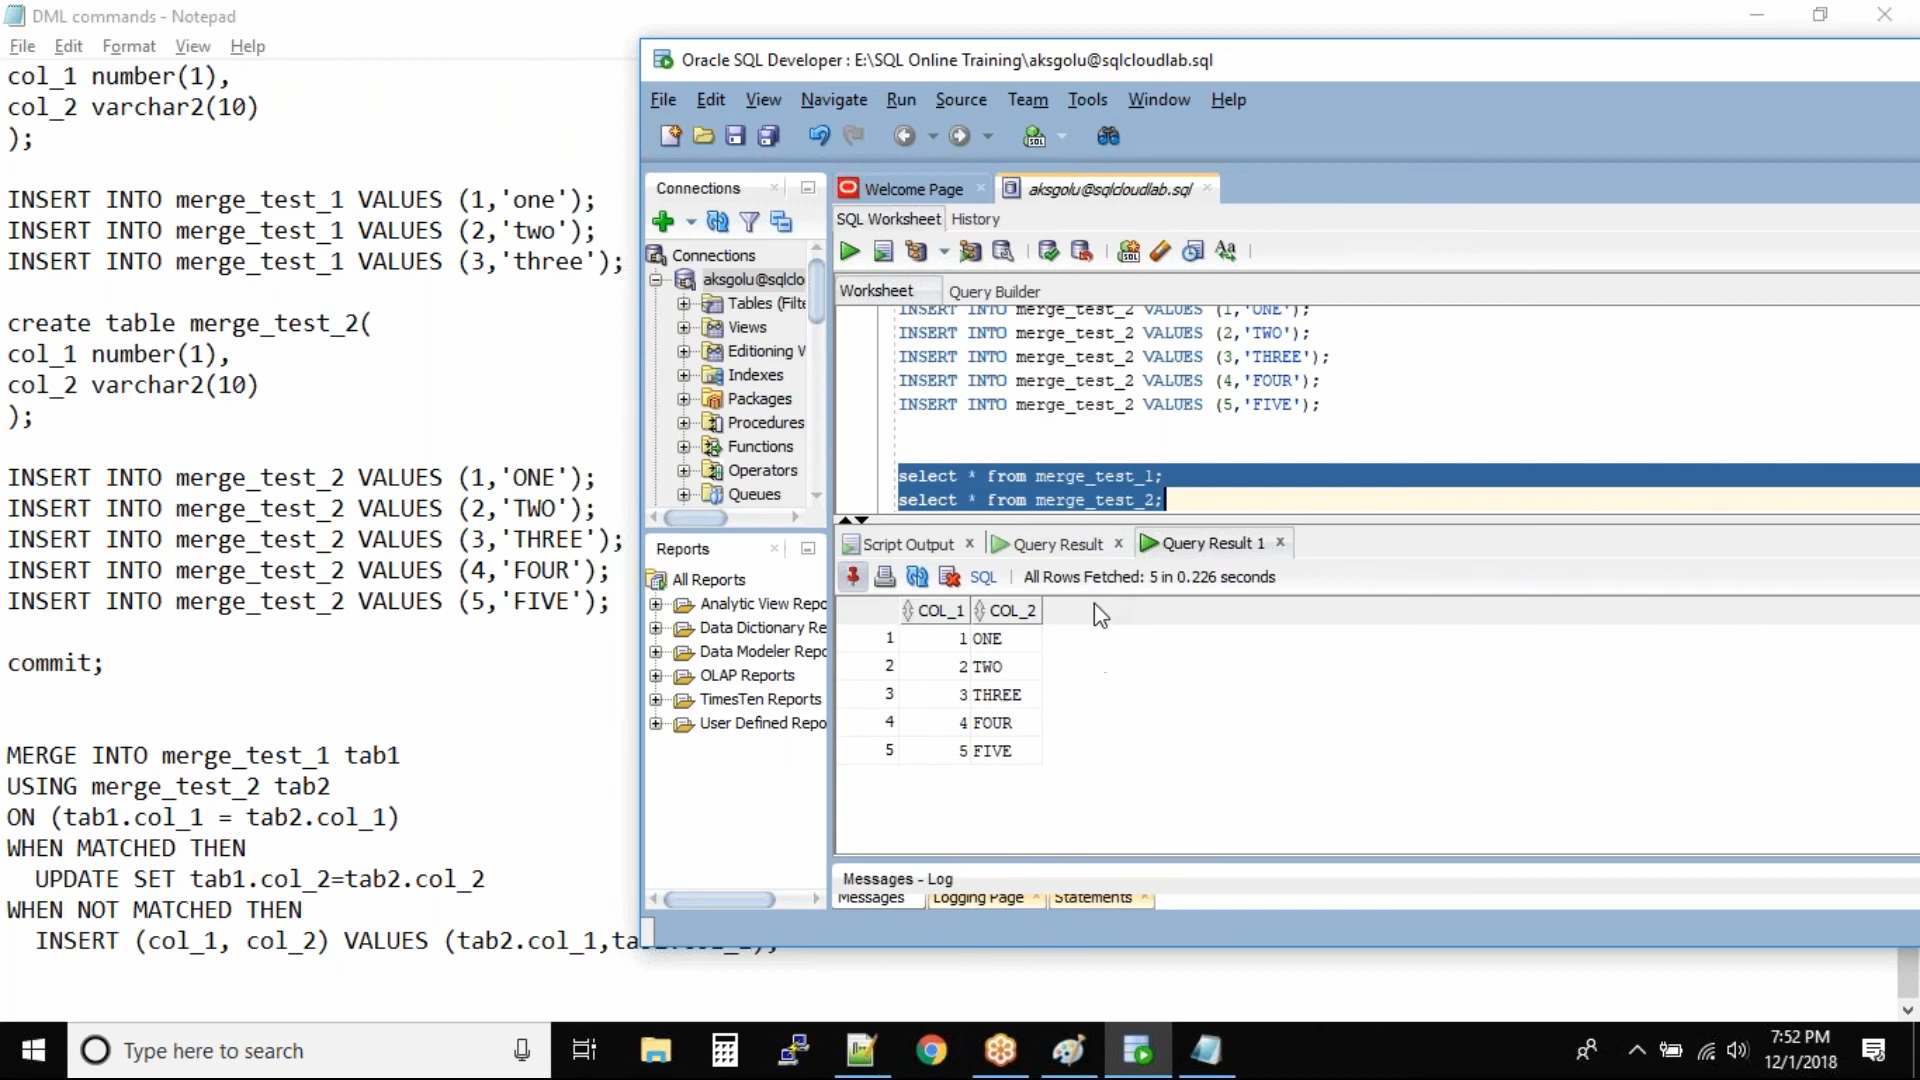 DML commands - Notepad
File Edit Format View Help
col_1 number(1),
col_2 varchar2(10)
);
INSERT INTO merge_test_1 VALUES (1,'one');
INSERT INTO merge_test_1 VALUES (2,'two');
INSERT INTO merge_test_1 VALUES (3,'three');
create table merge_test_2(
col_1 number(1),
col_2 varchar2(10)
);
INSERT INTO merge_test_2 VALUES (1,'ONE');
INSERT INTO merge_test_2 VALUES (2,'TWO');
INSERT INTO merge_test_2 VALUES (3,'THREE');
INSERT INTO merge_test_2 VALUES (4,'FOUR');
INSERT INTO merge_test_2 VALUES (5,'FIVE');
commit;
MERGE INTO merge_test_1 tab1
USING merge_test_2 tab2
ON (tab1.col_1 = tab2.col_1)
WHEN MATCHED THEN
UPDATE SET tab1.col_2=tab2.col_2
WHEN NOT MATCHED THEN
INSERT (col_1, col_2) VALUES (tab2.col_1,ta
Oracle SQL Developer : E:\SQL Online Training\aksgolu@sqlcloudlab.sql
File Edit View Navigate Run Source Team Tools Window Help
Connections
Connections
aksgolu@sqlclo
Tables (Filte
Views
Editioning V
Indexes
Packages
Procedures
Functions
Operators
Queues
Reports
All Reports
Analytic View Repo
Data Dictionary Re
Data Modeler Repo
OLAP Reports
TimesTen Reports
User Defined Repo
Welcome Page
aksgolu@sqlcloudlab.sql
SQL Worksheet History
Worksheet Query Builder
INSERT INTO merge_test_2 VALUES (1,'ONE');
INSERT INTO merge_test_2 VALUES (2,'TWO');
INSERT INTO merge_test_2 VALUES (3,'THREE');
INSERT INTO merge_test_2 VALUES (4,'FOUR');
INSERT INTO merge_test_2 VALUES (5,'FIVE');
select * from merge_test_1;
select * from merge_test_2;
Script Output x Query Result x Query Result 1 x
SQL | All Rows Fetched: 5 in 0.226 seconds
COL_1 COL_2
1 1 ONE
2 2 TWO
3 3 THREE
4 4 FOUR
5 5 FIVE
Messages - Log
Messages Logging Page Statements
Type here to search
7:52 PM
12/1/2018